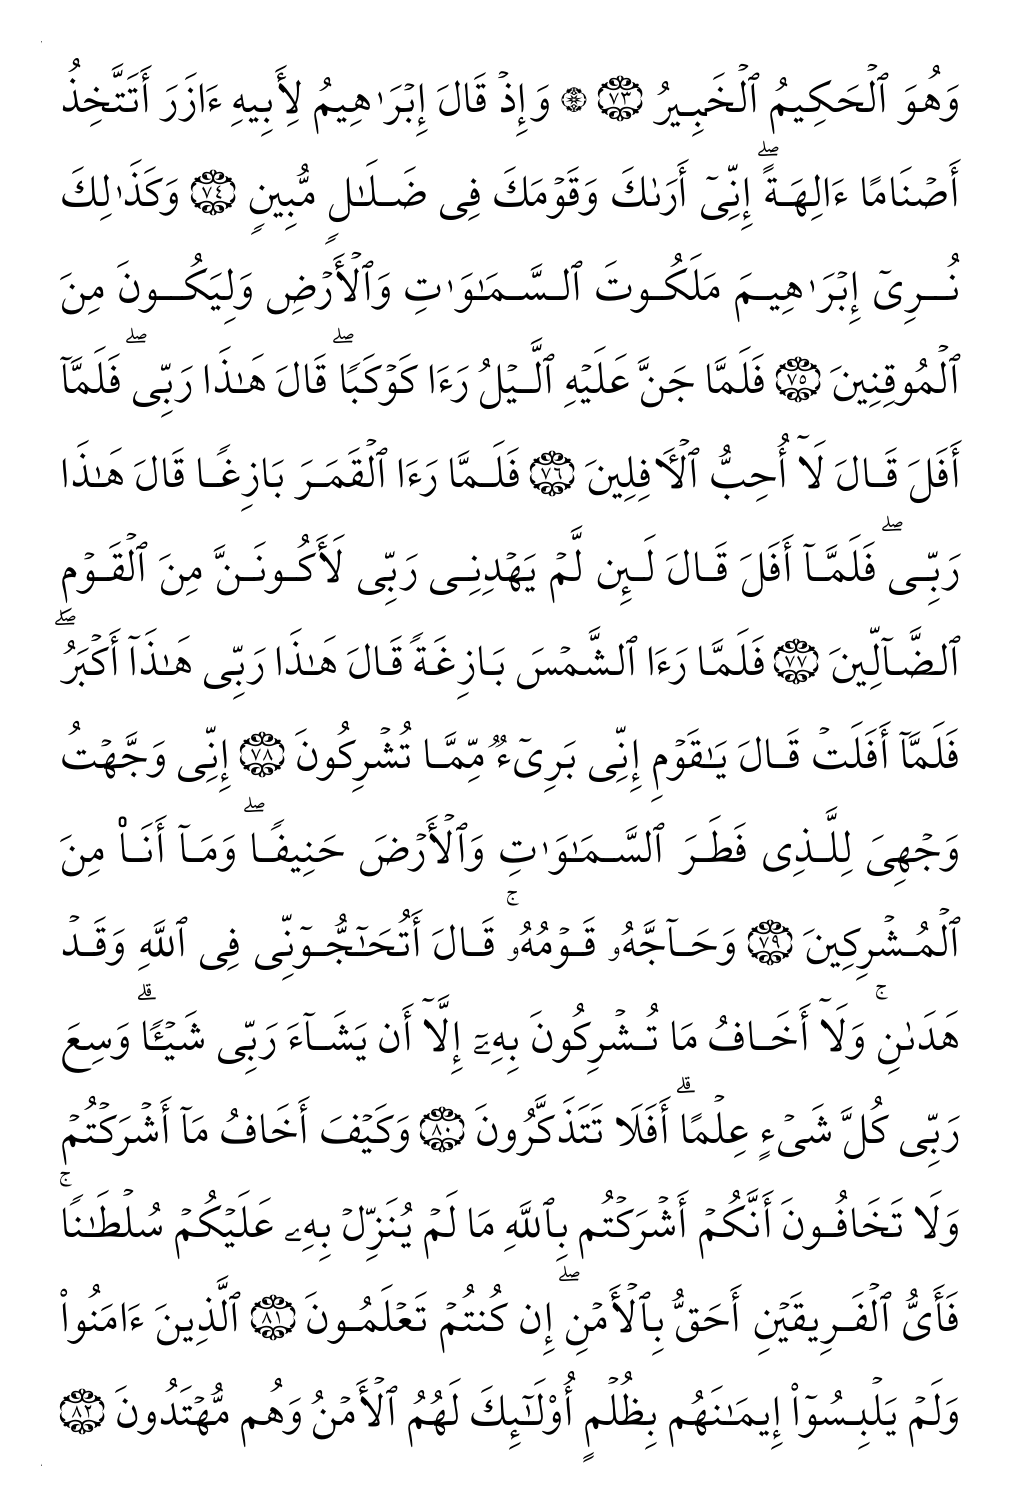 وَهُوَ ٱلْحَكِيمُ ٱلْخَبِيرُ ٧٣ ۞ وَإِذْ قَالَ إِبْرَٰهِيمُ لِأَبِيهِ ءَازَرَ أَتَتَّخِذُ
أَصْنَامًا ءَالِهَةً ۖ إِنِّىٓ أَرَىٰكَ وَقَوْمَكَ فِى ضَلَـٰلٍ مُّبِينٍ ٧٤ وَكَذَٰلِكَ
نُرِىٓ إِبْرَٰهِيمَ مَلَكُوتَ ٱلسَّمَـٰوَٰتِ وَٱلْأَرْضِ وَلِيَكُونَ مِنَ
ٱلْمُوقِنِينَ ٧٥ فَلَمَّا جَنَّ عَلَيْهِ ٱلَّيْلُ رَءَا كَوْكَبًا ۖ قَالَ هَـٰذَا رَبِّى ۖ فَلَمَّآ
أَفَلَ قَالَ لَآ أُحِبُّ ٱلْـَٔافِلِينَ ٧٦ فَلَمَّا رَءَا ٱلْقَمَرَ بَازِغًا قَالَ هَـٰذَا
رَبِّى ۖ فَلَمَّآ أَفَلَ قَالَ لَئِن لَّمْ يَهْدِنِى رَبِّى لَأَكُونَنَّ مِنَ ٱلْقَوْمِ
ٱلضَّآلِّينَ ٧٧ فَلَمَّا رَءَا ٱلشَّمْسَ بَازِغَةً قَالَ هَـٰذَا رَبِّى هَـٰذَآ أَكْبَرُ ۖ
فَلَمَّآ أَفَلَتْ قَالَ يَـٰقَوْمِ إِنِّى بَرِىٓءٌ مِّمَّا تُشْرِكُونَ ٧٨ إِنِّى وَجَّهْتُ
وَجْهِىَ لِلَّذِى فَطَرَ ٱلسَّمَـٰوَٰتِ وَٱلْأَرْضَ حَنِيفًا ۖ وَمَآ أَنَا۠ مِنَ
ٱلْمُشْرِكِينَ ٧٩ وَحَآجَّهُۥ قَوْمُهُۥ ۚ قَالَ أَتُحَـٰٓجُّوٓنِّى فِى ٱللَّهِ وَقَدْ
هَدَىٰنِ ۚ وَلَآ أَخَافُ مَا تُشْرِكُونَ بِهِۦٓ إِلَّآ أَن يَشَآءَ رَبِّى شَيْـًٔا ۗ وَسِعَ
رَبِّى كُلَّ شَىْءٍ عِلْمًا ۗ أَفَلَا تَتَذَكَّرُونَ ٨٠ وَكَيْفَ أَخَافُ مَآ أَشْرَكْتُمْ
وَلَا تَخَافُونَ أَنَّكُمْ أَشْرَكْتُم بِٱللَّهِ مَا لَمْ يُنَزِّلْ بِهِۦ عَلَيْكُمْ سُلْطَـٰنًا ۚ
فَأَىُّ ٱلْفَرِيقَيْنِ أَحَقُّ بِٱلْأَمْنِ ۖ إِن كُنتُمْ تَعْلَمُونَ ٨١ ٱلَّذِينَ ءَامَنُوا۟
وَلَمْ يَلْبِسُوٓا۟ إِيمَـٰنَهُم بِظُلْمٍ أُو۟لَـٰٓئِكَ لَهُمُ ٱلْأَمْنُ وَهُم مُّهْتَدُونَ ٨٢